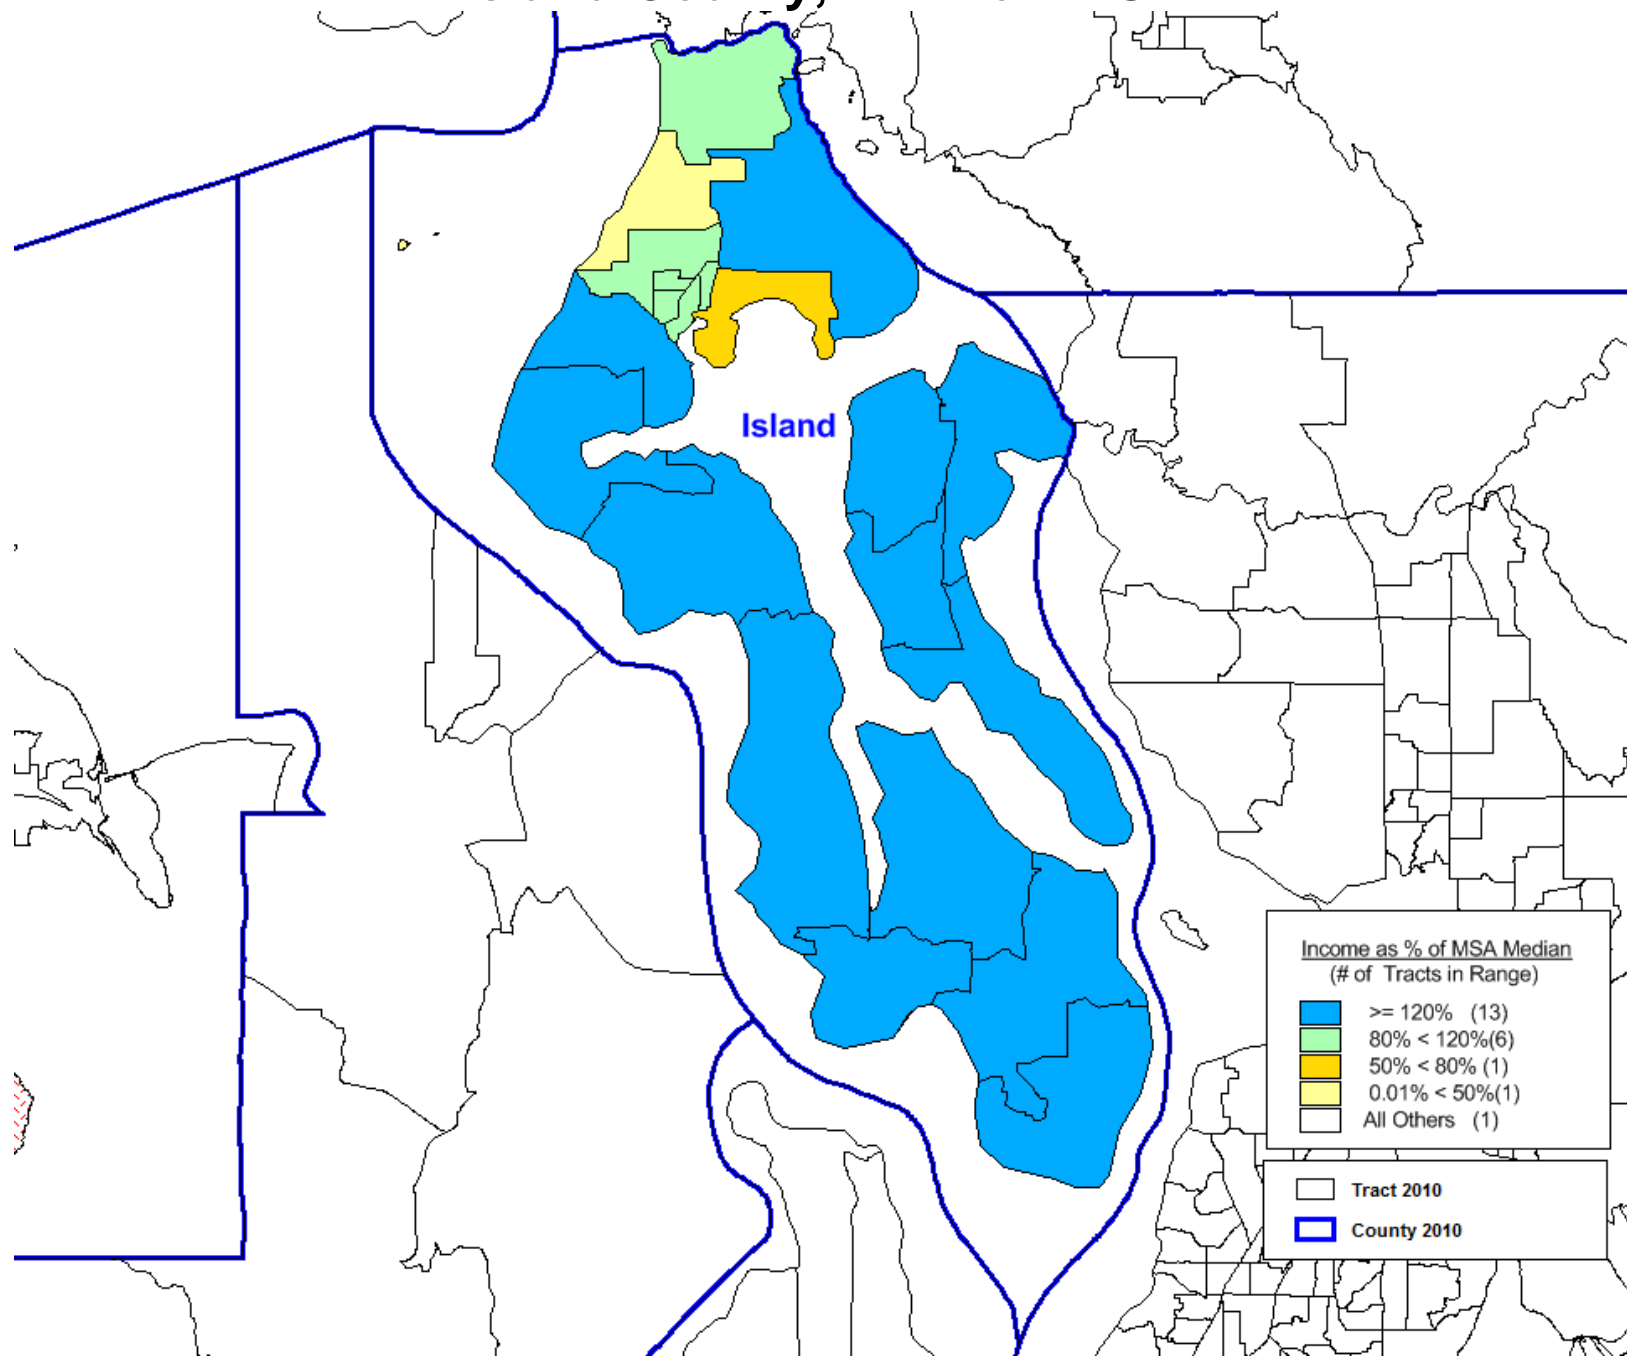 Island
Income as % of MSA Median
(# of Tracts in Range)
>= 120% (13)
80% < 120%(6)
50% < 80% (1)
0.01% < 50%(1)
All Others (1)
Tract 2010
County 2010